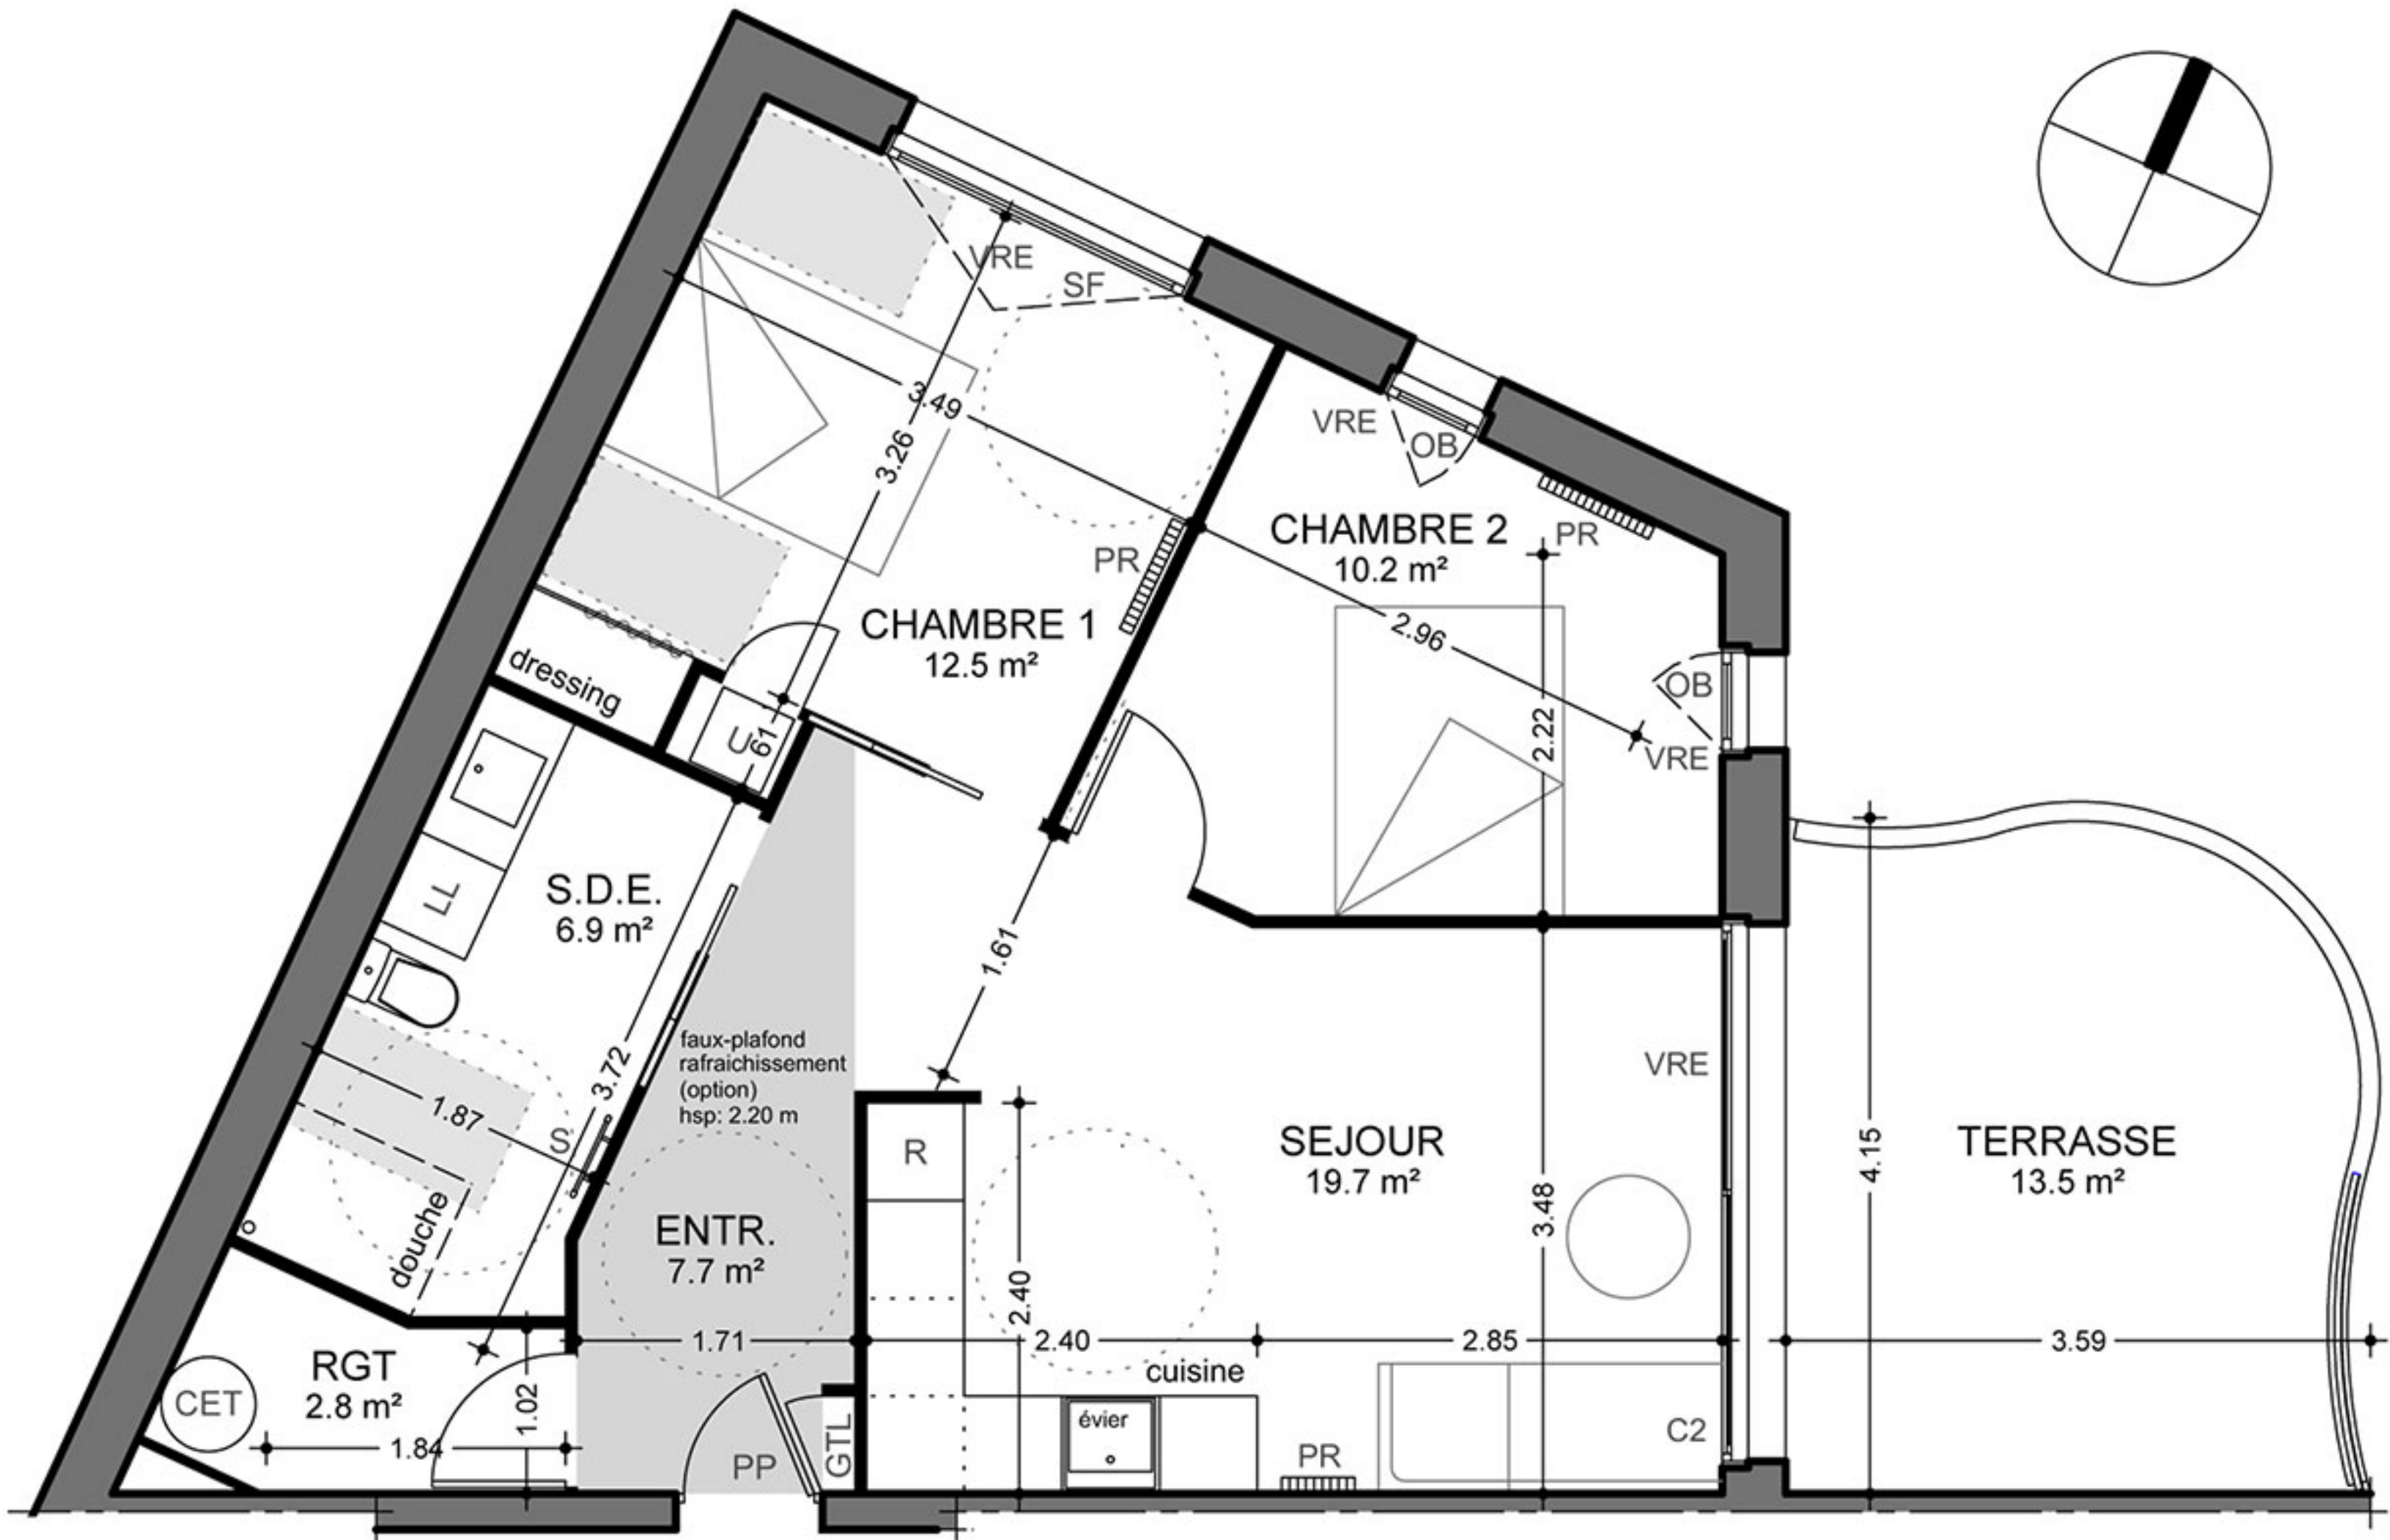 VRE
SF
3.49
3.26
VRE
OB
CHAMBRE 2
10.2 m²
PR
PR
CHAMBRE 1
12.5 m²
2.96
dressing
OB
2.22
VRE
U
61
S.D.E.
6.9 m²
LL
1.61
faux-plafond
rafraichissement
(option)
hsp: 2.20 m
3.72
1.87
S
VRE
R
SEJOUR
19.7 m²
4.15
TERRASSE
13.5 m²
3.48
douche
ENTR.
7.7 m²
2.40
1.71
2.40
2.85
3.59
cuisine
RGT
2.8 m²
CET
1.02
1.84
évier
C2
PP
GTL
PR